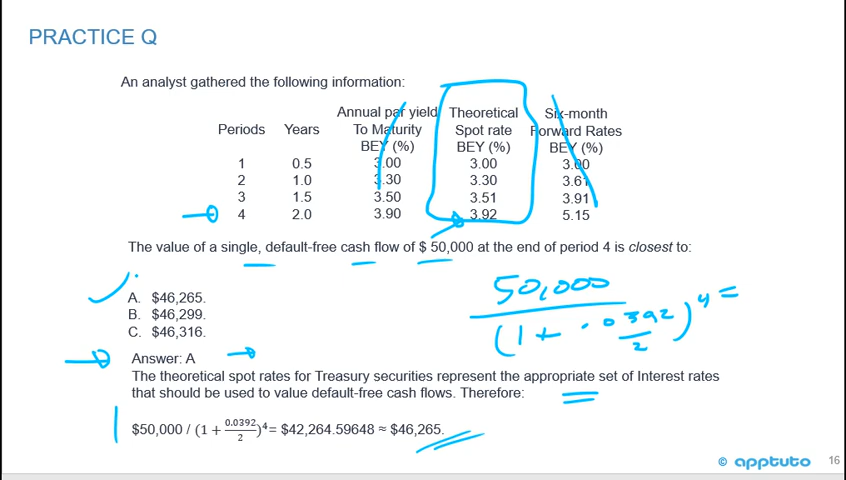 PRACTICE Q
An analyst gathered the following information:
Annual par yield Theoretical Six-month
Periods Years To Maturity Spot rate Forward Rates
BEY (%) BEY (%) BEY (%)
1 0.5 3.00 3.00 3.00
2 1.0 3.30 3.30 3.61
3 1.5 3.50 3.51 3.91
4 2.0 3.90 3.92 5.15
The value of a single, default-free cash flow of $ 50,000 at the end of period 4 is closest to:
A. $46,265.
B. $46,299.
C. $46,316.
50,000
(1 + .0392/2)^4 =
Answer: A
The theoretical spot rates for Treasury securities represent the appropriate set of Interest rates
that should be used to value default-free cash flows. Therefore:
$50,000 / (1 + 0.0392/2)^4= $42,264.59648 ≈ $46,265.
© apptuto 16